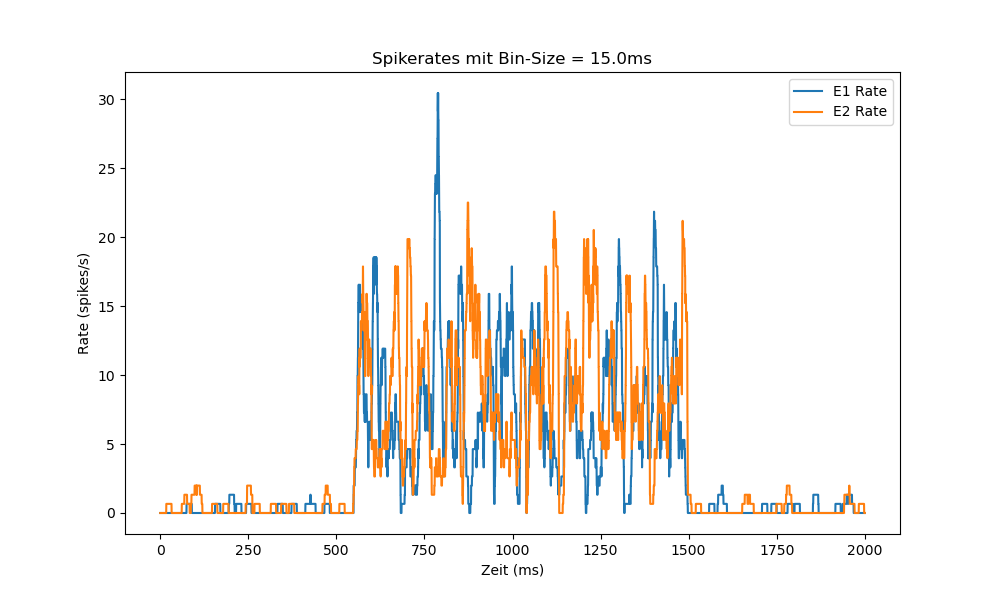 Spikerates mit Bin-Size = 15.0ms
E1 Rate
E2 Rate
Rate (spikes/s)
30
25
20
15
10
5
0
0 250 500 750 1000 1250 1500 1750 2000
Zeit (ms)